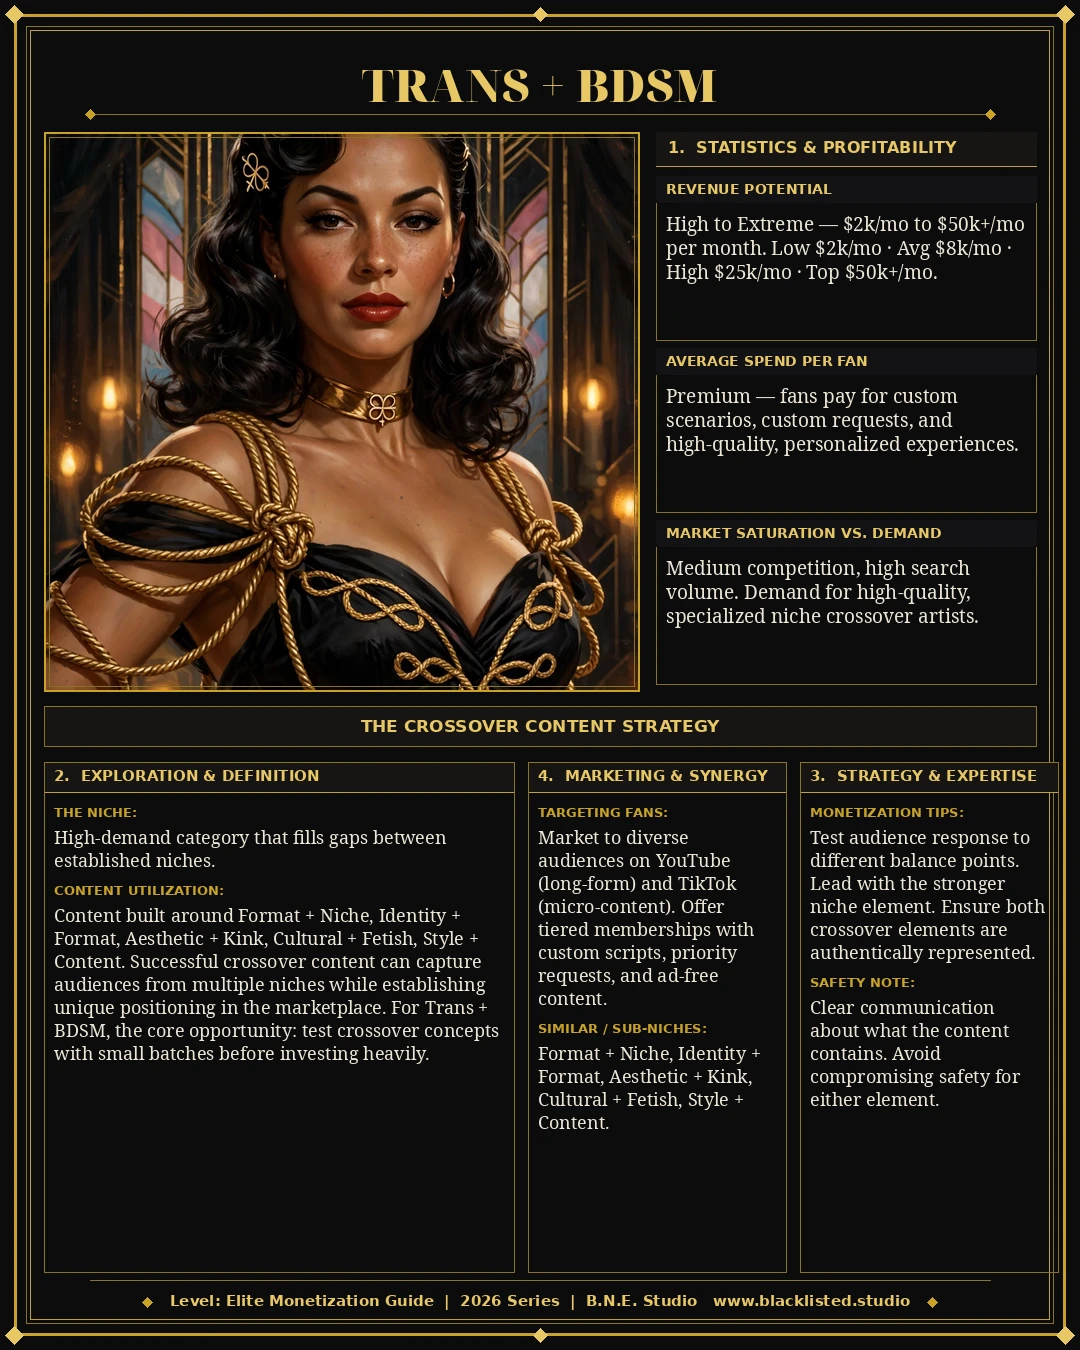 TRANS + BDSM
1. STATISTICS & PROFITABILITY
REVENUE POTENTIAL
High to Extreme — $2k/mo to $50k+/mo
per month. Low $2k/mo · Avg $8k/mo ·
High $25k/mo · Top $50k+/mo.
AVERAGE SPEND PER FAN
Premium — fans pay for custom
scenarios, custom requests, and
high-quality, personalized experiences.
MARKET SATURATION VS. DEMAND
Medium competition, high search
volume. Demand for high-quality,
specialized niche crossover artists.
THE CROSSOVER CONTENT STRATEGY
2. EXPLORATION & DEFINITION
THE NICHE:
High-demand category that fills gaps between
established niches.
CONTENT UTILIZATION:
Content built around Format + Niche, Identity +
Format, Aesthetic + Kink, Cultural + Fetish, Style +
Content. Successful crossover content can capture
audiences from multiple niches while establishing
unique positioning in the marketplace. For Trans +
BDSM, the core opportunity: test crossover concepts
with small batches before investing heavily.
4. MARKETING & SYNERGY
TARGETING FANS:
Market to diverse
audiences on YouTube
(long-form) and TikTok
(micro-content). Offer
tiered memberships with
custom scripts, priority
requests, and ad-free
content.
SIMILAR / SUB-NICHES:
Format + Niche, Identity +
Format, Aesthetic + Kink,
Cultural + Fetish, Style +
Content.
3. STRATEGY & EXPERTISE
MONETIZATION TIPS:
Test audience response to
different balance points.
Lead with the stronger
niche element. Ensure both
crossover elements are
authentically represented.
SAFETY NOTE:
Clear communication
about what the content
contains. Avoid
compromising safety for
either element.
Level: Elite Monetization Guide | 2026 Series | B.N.E. Studio www.blacklisted.studio